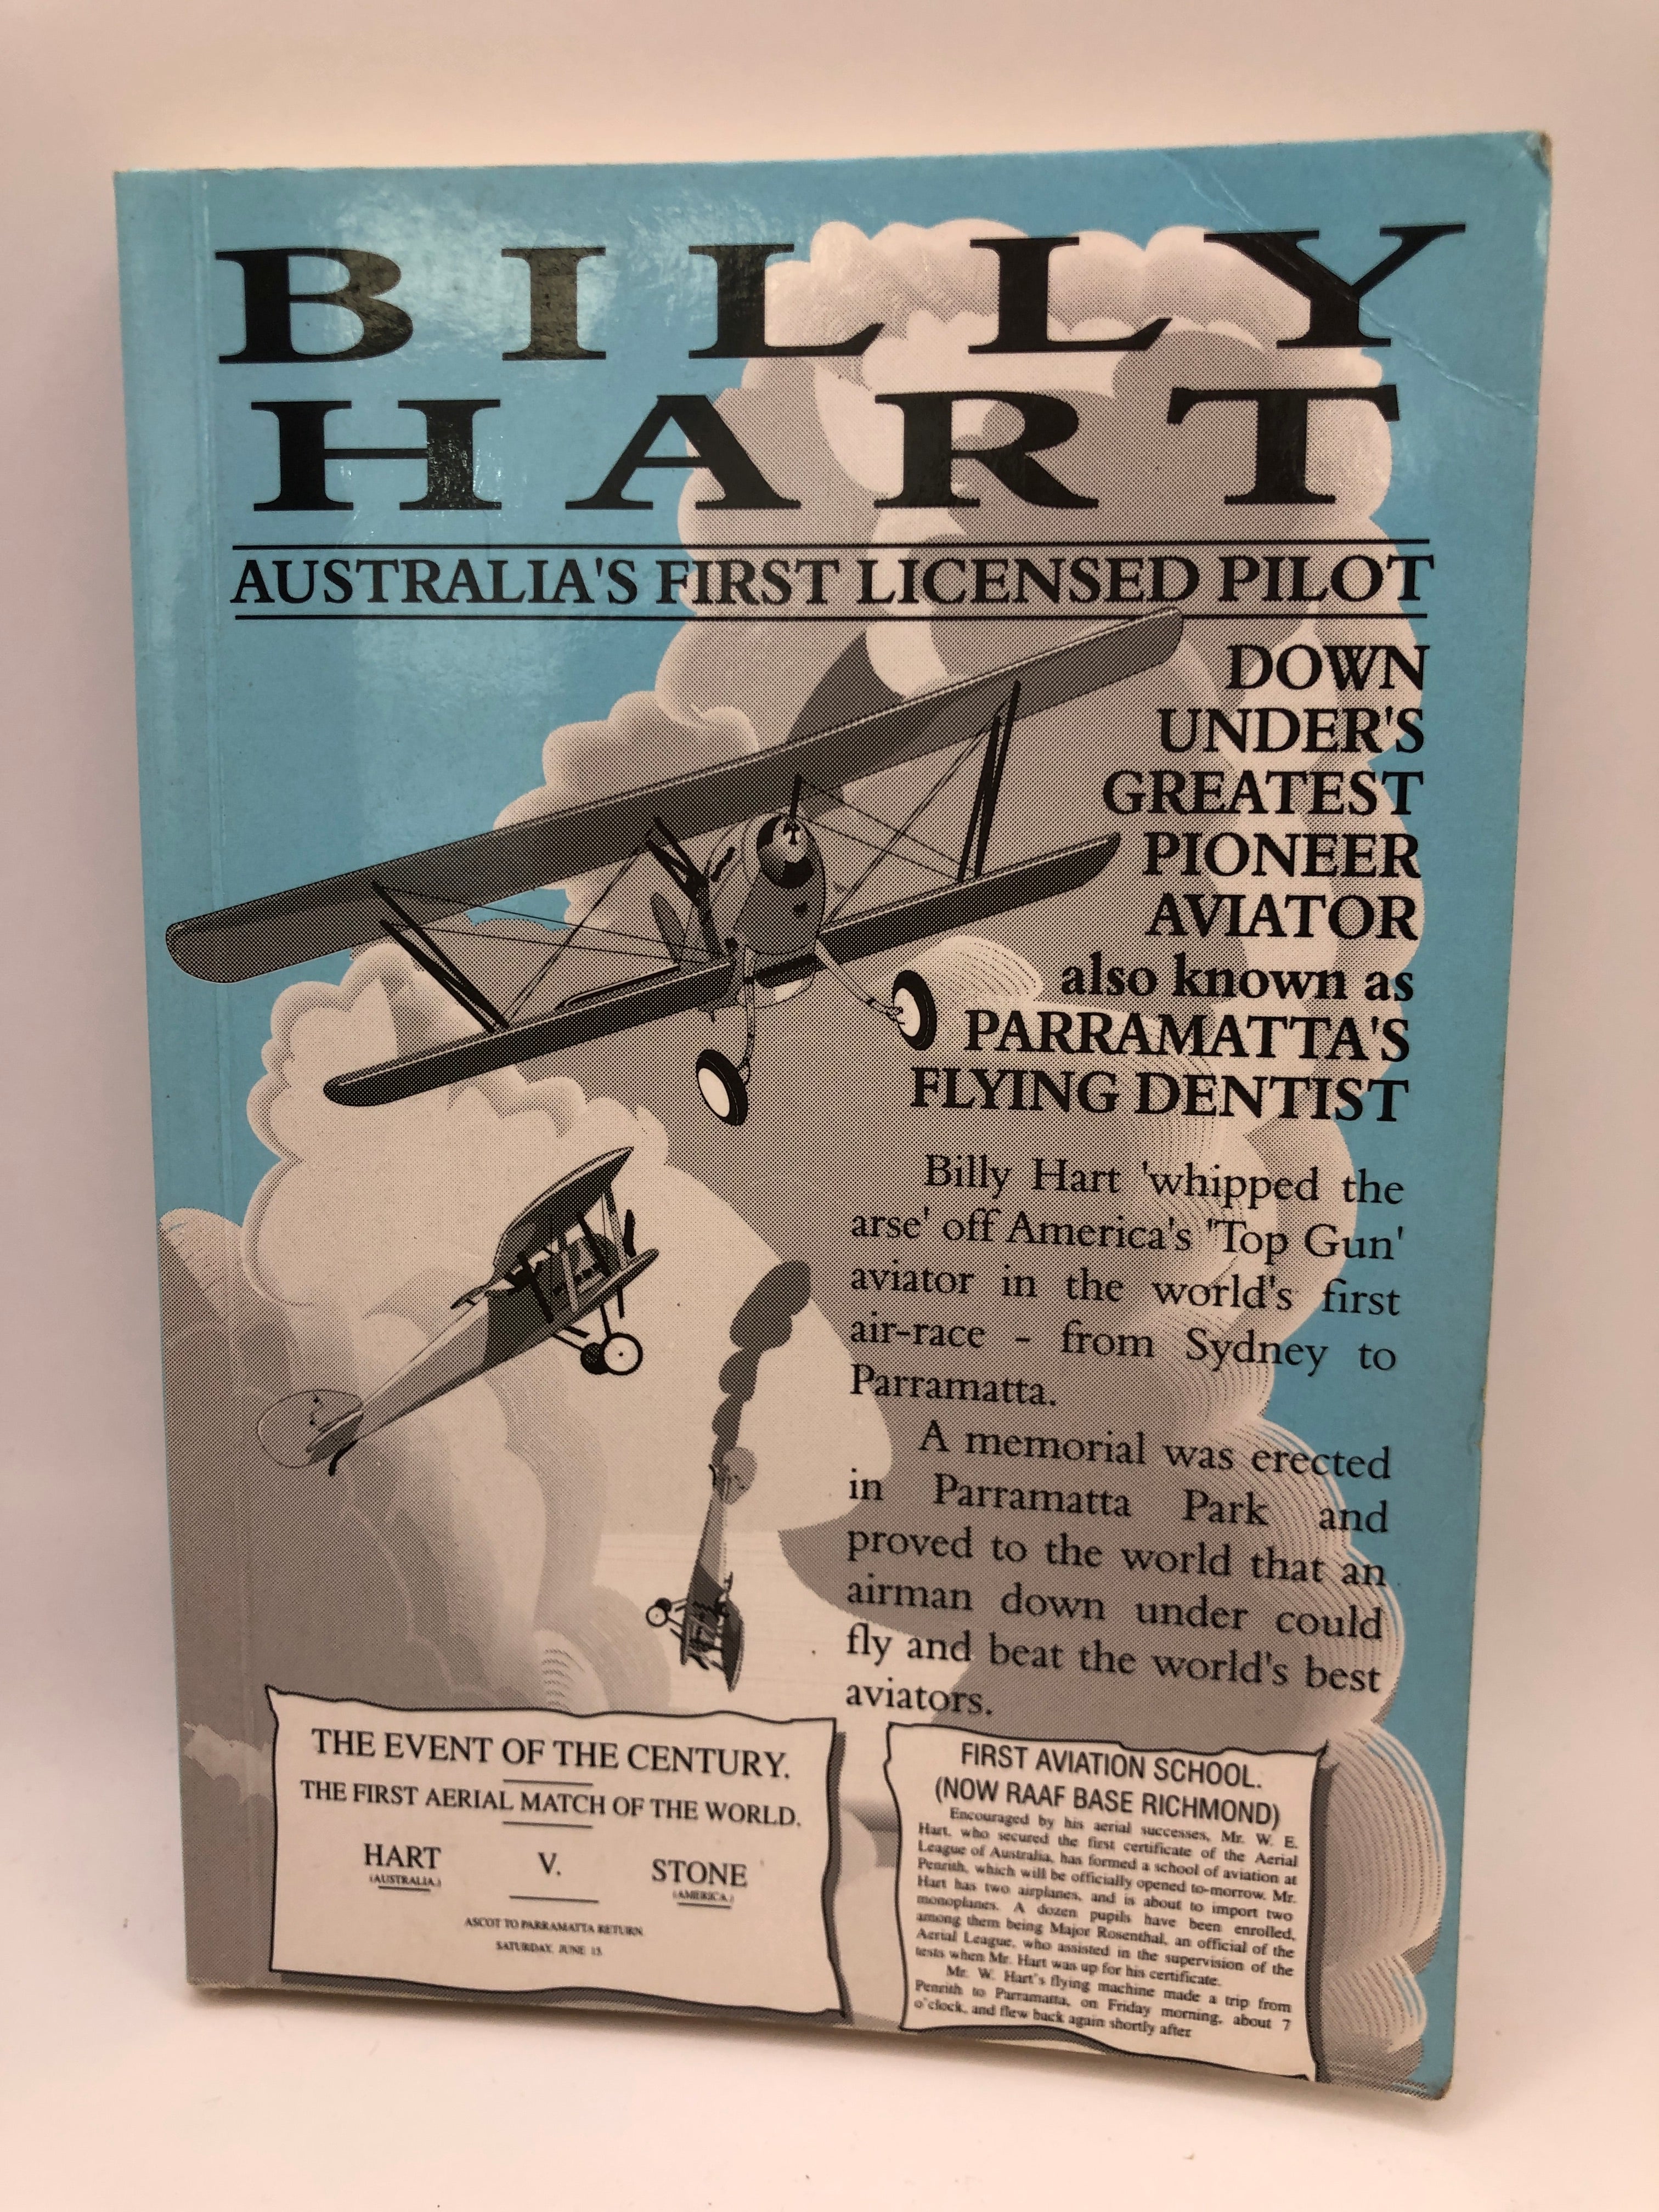 BILLY
HART
AUSTRALIA'S FIRST LICENSED PILOT
DOWN
UNDER'S
GREATEST
PIONEER
AVIATOR
also known as
PARRAMATTA'S
FLYING DENTIST
Billy Hart 'whipped the
arse' off America's 'Top Gun'
aviator in the world's first
air-race - from Sydney to
Parramatta.
A memorial was erected
in Parramatta Park and
proved to the world that an
airman down under could
fly and beat the world's best
aviators.
THE EVENT OF THE CENTURY.
THE FIRST AERIAL MATCH OF THE WORLD.
HART V. STONE
(AUSTRALIA.) (AMERICA.)
ASCOT TO PARRAMATTA RETURN
SATURDAY, JUNE 15
FIRST AVIATION SCHOOL.
(NOW RAAF BASE RICHMOND)
Encouraged by his aerial successes, Mr. W. E.
Hart, who secured the first certificate of the Aerial
League of Australia, has formed a school of aviation at
Penrith, which will be officially opened to-morrow. Mr.
Hart has two airplanes, and is about to import two
monoplanes. A dozen pupils have been enrolled,
among them being Major Rosenthal, an official of the
Aerial League, who assisted in the supervision of the
tests when Mr. Hart was up for his certificate.
Mr. W. Hart's flying machine made a trip from
Penrith to Parramatta, on Friday morning, about 7
o'clock, and flew back again shortly after